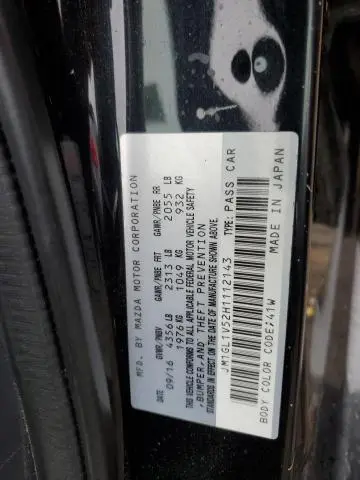 MFD. BY MAZDA MOTOR CORPORATION
GVWR/PNBV GAWR/PNBE FRT GAWR/PNBE RR
09/16 4356 LB 2313 LB 2055 LB
1976 KG 1049 KG 932 KG
THIS VEHICLE CONFORMS TO ALL APPLICABLE FEDERAL MOTOR VEHICLE SAFETY
,BUMPER,AND THEFT PREVENTION
STANDARDS IN EFFECT ON THE DATE OF MANUFACTURE SHOWN ABOVE.
JM1GL1V52H1112143 TYPE: PASS CAR
BODY COLOR CODE:41W MADE IN JAPAN